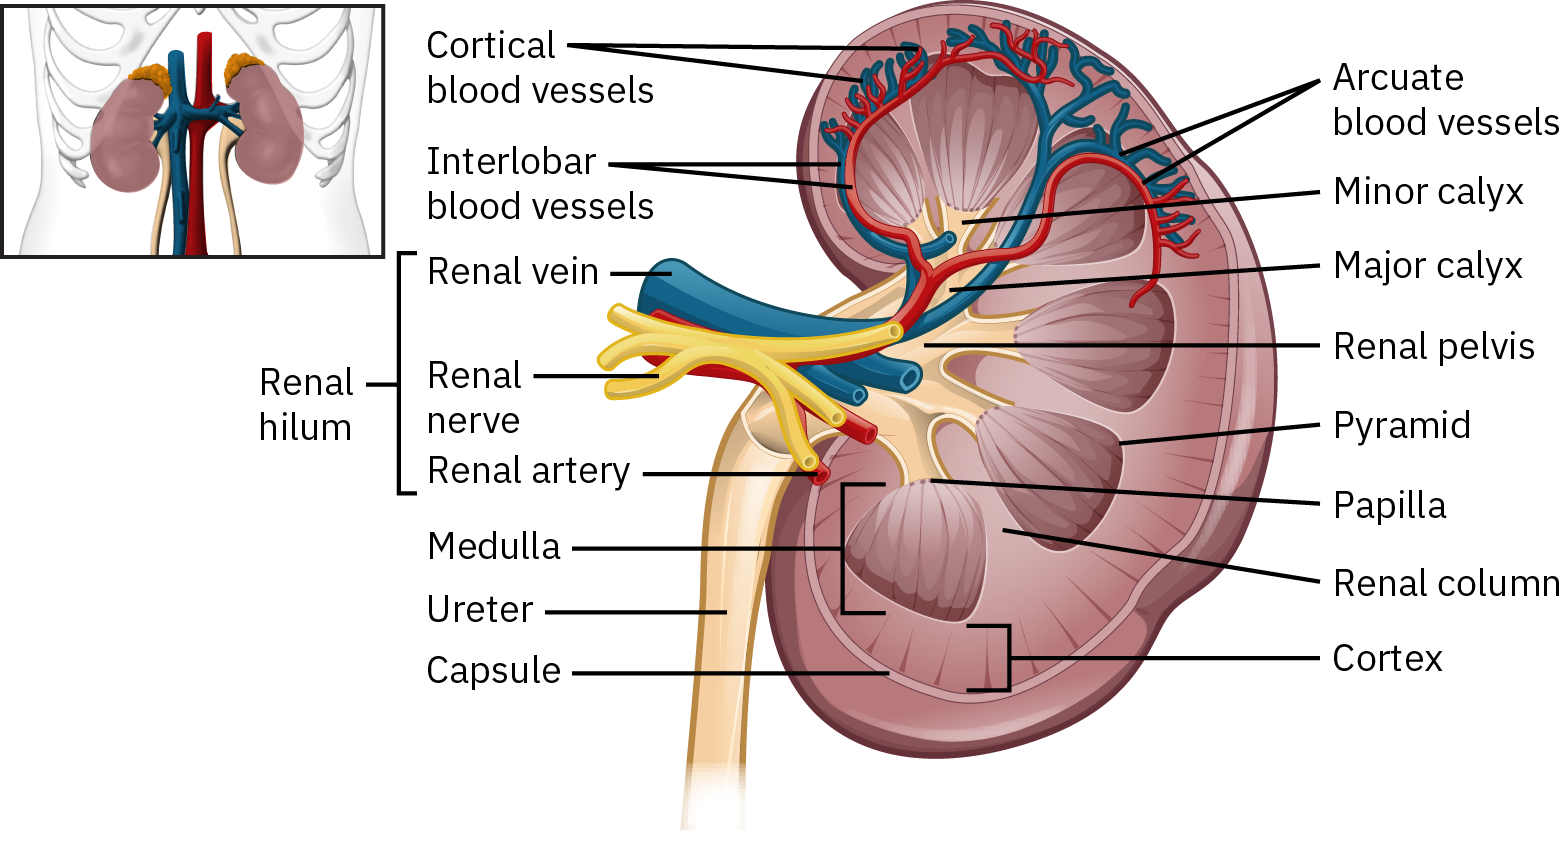 Cortical
blood vessels
Interlobar
blood vessels
Renal vein
Renal
hilum
Renal
nerve
Renal artery
Medulla
Ureter
Capsule
Arcuate
blood vessels
Minor calyx
Major calyx
Renal pelvis
Pyramid
Papilla
Renal column
Cortex